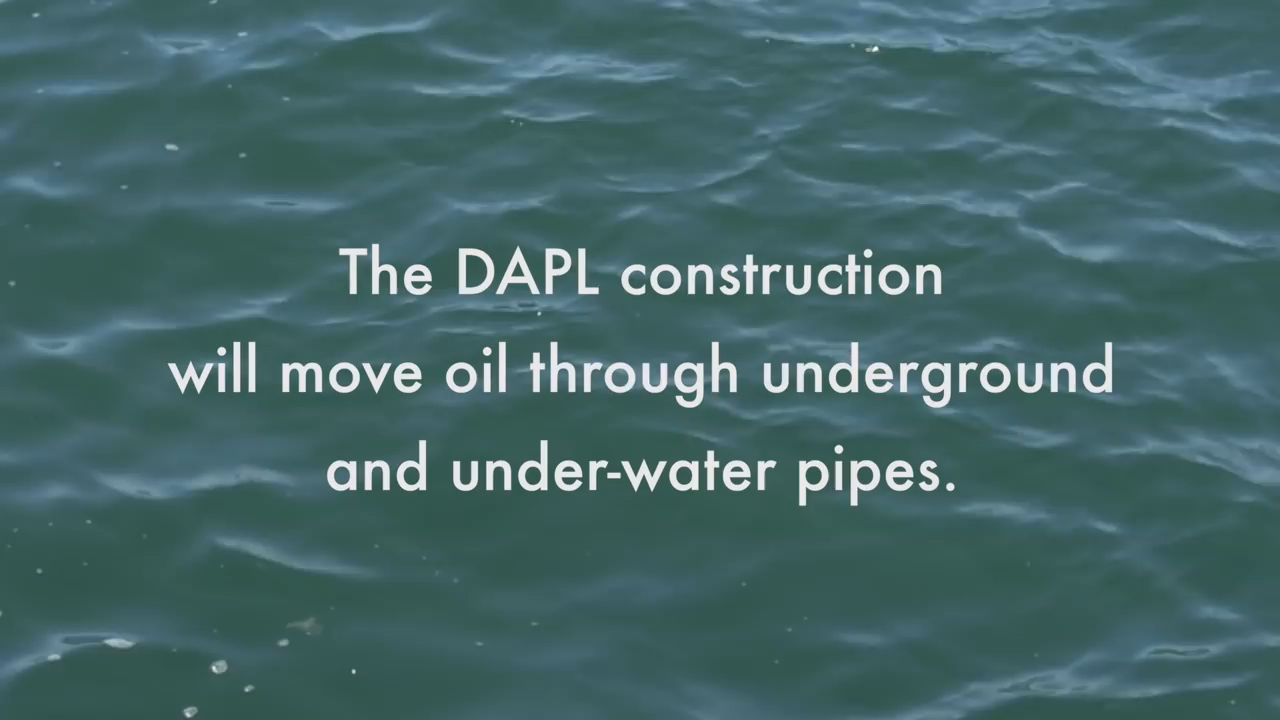 The DAPL construction
will move oil through underground
and under-water pipes.